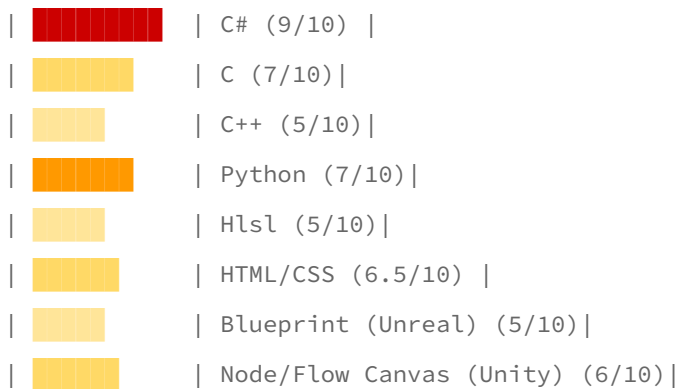 | █████████ | C# (9/10) |
| ███████ | C (7/10)|
| █████ | C++ (5/10)|
| ███████ | Python (7/10)|
| █████ | Hlsl (5/10)|
| ██████ | HTML/CSS (6.5/10) |
| █████ | Blueprint (Unreal) (5/10)|
| ██████ | Node/Flow Canvas (Unity) (6/10)|